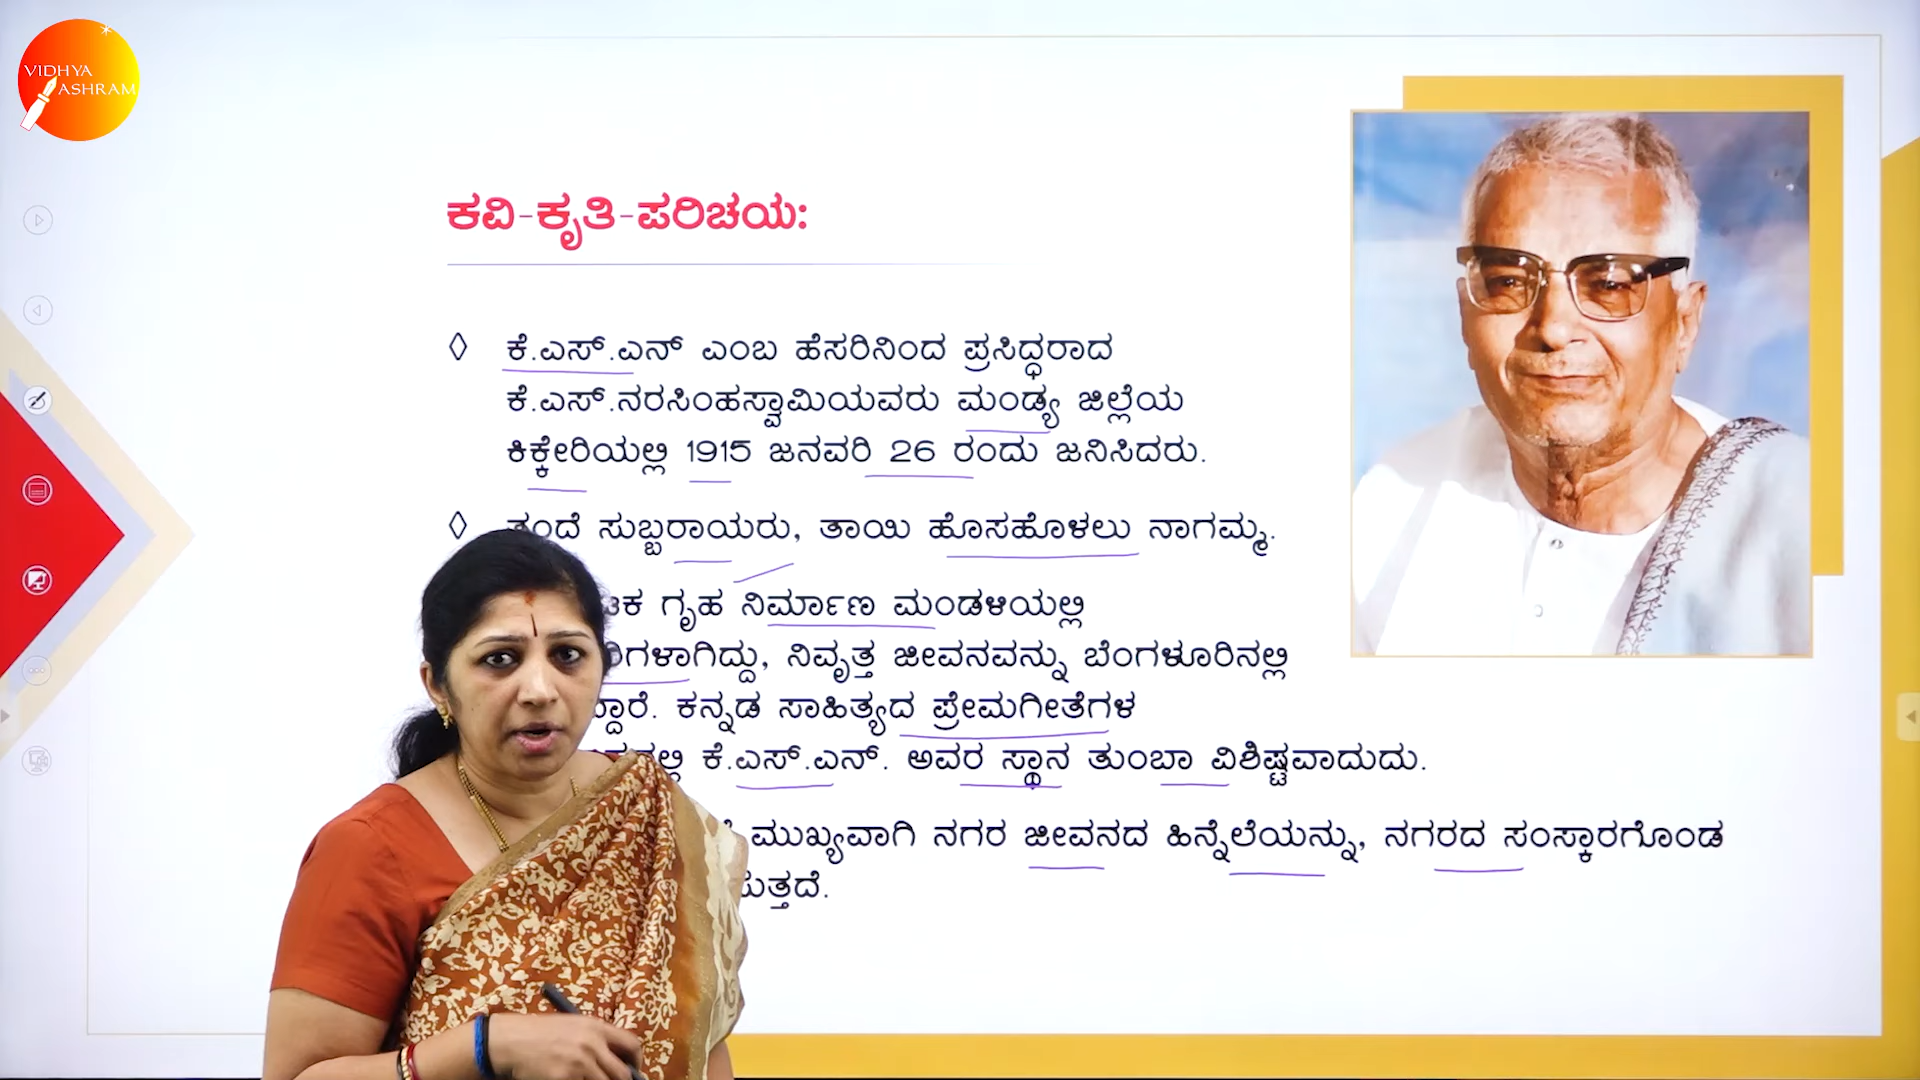 VIDHYA
ASHRAM
ಕವಿ-ಕೃತಿ-ಪರಿಚಯ:
ಕೆ.ಎಸ್.ಎನ್ ಎಂಬ ಹೆಸರಿನಿಂದ ಪ್ರಸಿದ್ಧರಾದ
ಕೆ.ಎಸ್.ನರಸಿಂಹಸ್ವಾಮಿಯವರು ಮಂಡ್ಯ ಜಿಲ್ಲೆಯ
ಕಿಕ್ಕೇರಿಯಲ್ಲಿ 1915 ಜನವರಿ 26 ರಂದು ಜನಿಸಿದರು.
ತಂದೆ ಸುಬ್ಬರಾಯರು, ತಾಯಿ ಹೊಸಹೊಳಲು ನಾಗಮ್ಮ.
ಗೃಹ ನಿರ್ಮಾಣ ಮಂಡಳಿಯಲ್ಲಿ
ನಿವೃತ್ತ ಜೀವನವನ್ನು ಬೆಂಗಳೂರಿನಲ್ಲಿ
ಕನ್ನಡ ಸಾಹಿತ್ಯದ ಪ್ರೇಮಗೀತೆಗಳ
ಕೆ.ಎಸ್.ಎನ್. ಅವರ ಸ್ಥಾನ ತುಂಬಾ ವಿಶಿಷ್ಟವಾದುದು.
ಮುಖ್ಯವಾಗಿ ನಗರ ಜೀವನದ ಹಿನ್ನೆಲೆಯನ್ನು, ನಗರದ ಸಂಸ್ಕಾರಗೊಂಡ